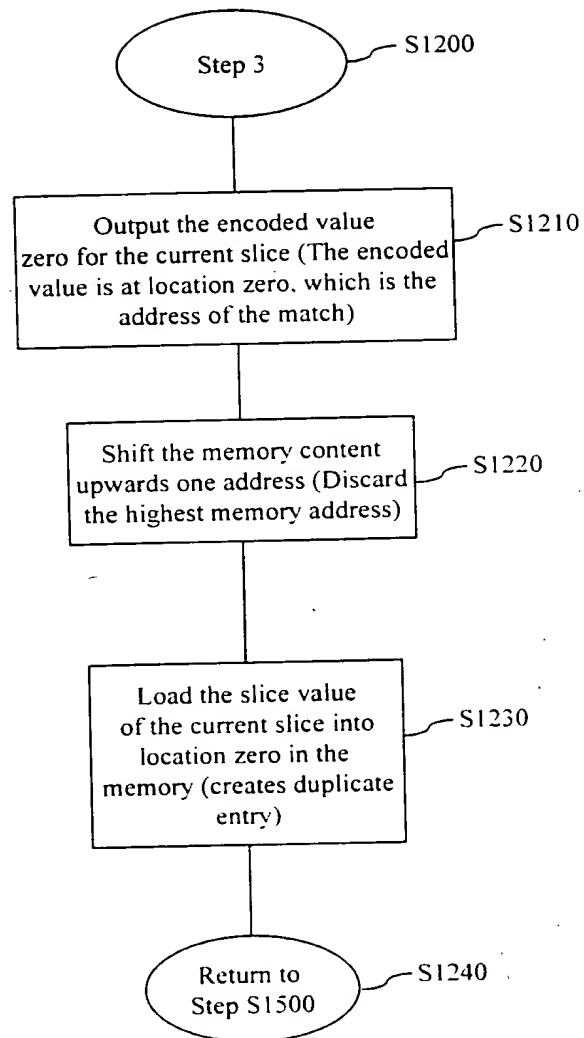 Step 3
S1200
Output the encoded value
zero for the current slice (The encoded
value is at location zero, which is the
address of the match)
S1210
Shift the memory content
upwards one address (Discard
the highest memory address)
S1220
Load the slice value
of the current slice into
location zero in the
memory (creates duplicate
entry)
S1230
Return to
Step S1500
S1240